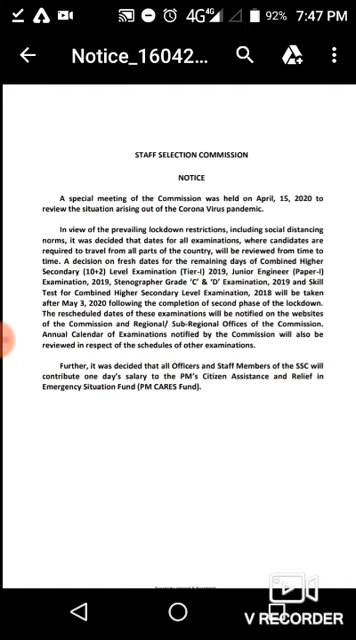 4G 4G 92% 7:47 PM
Notice_16042...
STAFF SELECTION COMMISSION
NOTICE
A special meeting of the Commission was held on April, 15, 2020 to
review the situation arising out of the Corona Virus pandemic.
In view of the prevailing lockdown restrictions, including social distancing
norms, it was decided that dates for all examinations, where candidates are
required to travel from all parts of the country, will be reviewed from time to
time. A decision on fresh dates for the remaining days of Combined Higher
Secondary (10+2) Level Examination (Tier-I) 2019, Junior Engineer (Paper-I)
Examination, 2019, Stenographer Grade ‘C’ & ‘D’ Examination, 2019 and Skill
Test for Combined Higher Secondary Level Examination, 2018 will be taken
after May 3, 2020 following the completion of second phase of the lockdown.
The rescheduled dates of these examinations will be notified on the websites
of the Commission and Regional/ Sub-Regional Offices of the Commission.
Annual Calendar of Examinations notified by the Commission will also be
reviewed in respect of the schedules of other examinations.
Further, it was decided that all Officers and Staff Members of the SSC will
contribute one day’s salary to the PM’s Citizen Assistance and Relief in
Emergency Situation Fund (PM CARES Fund).
V RECORDER